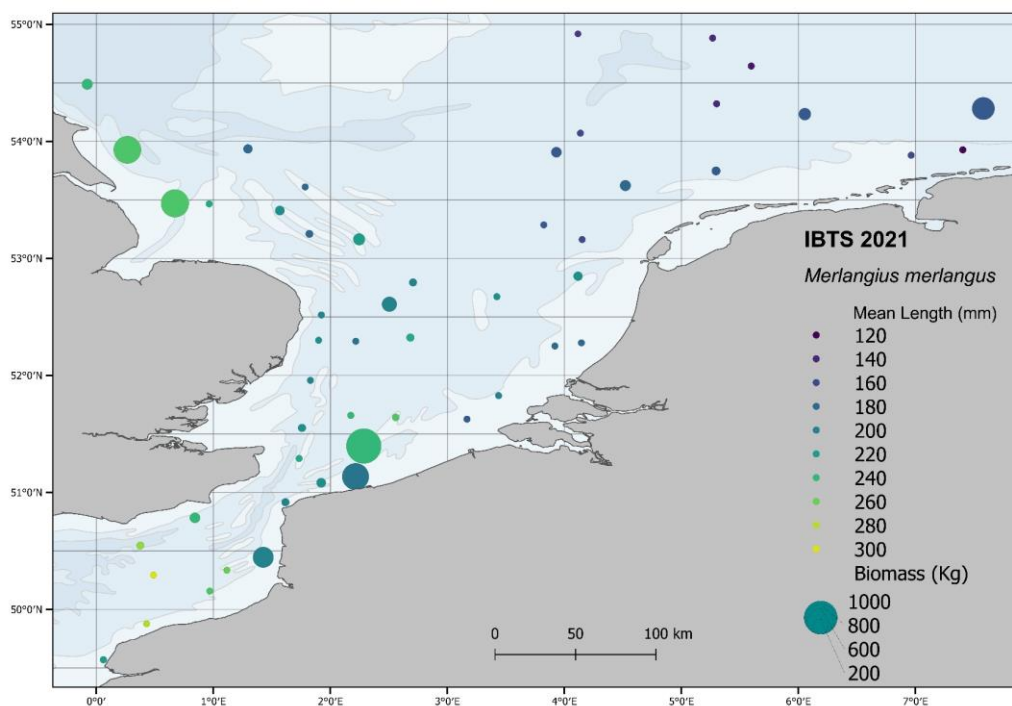 55°0'N
54°0'N
53°0'N
52°0'N
51°0'N
50°0'N
IBTS 2021
Merlangius merlangus
Mean Length (mm)
120
140
160
180
200
220
240
260
280
300
Biomass (Kg)
1000
800
600
200
0 50 100 km
0°0' 1°0'E 2°0'E 3°0'E 4°0'E 5°0'E 6°0'E 7°0'E